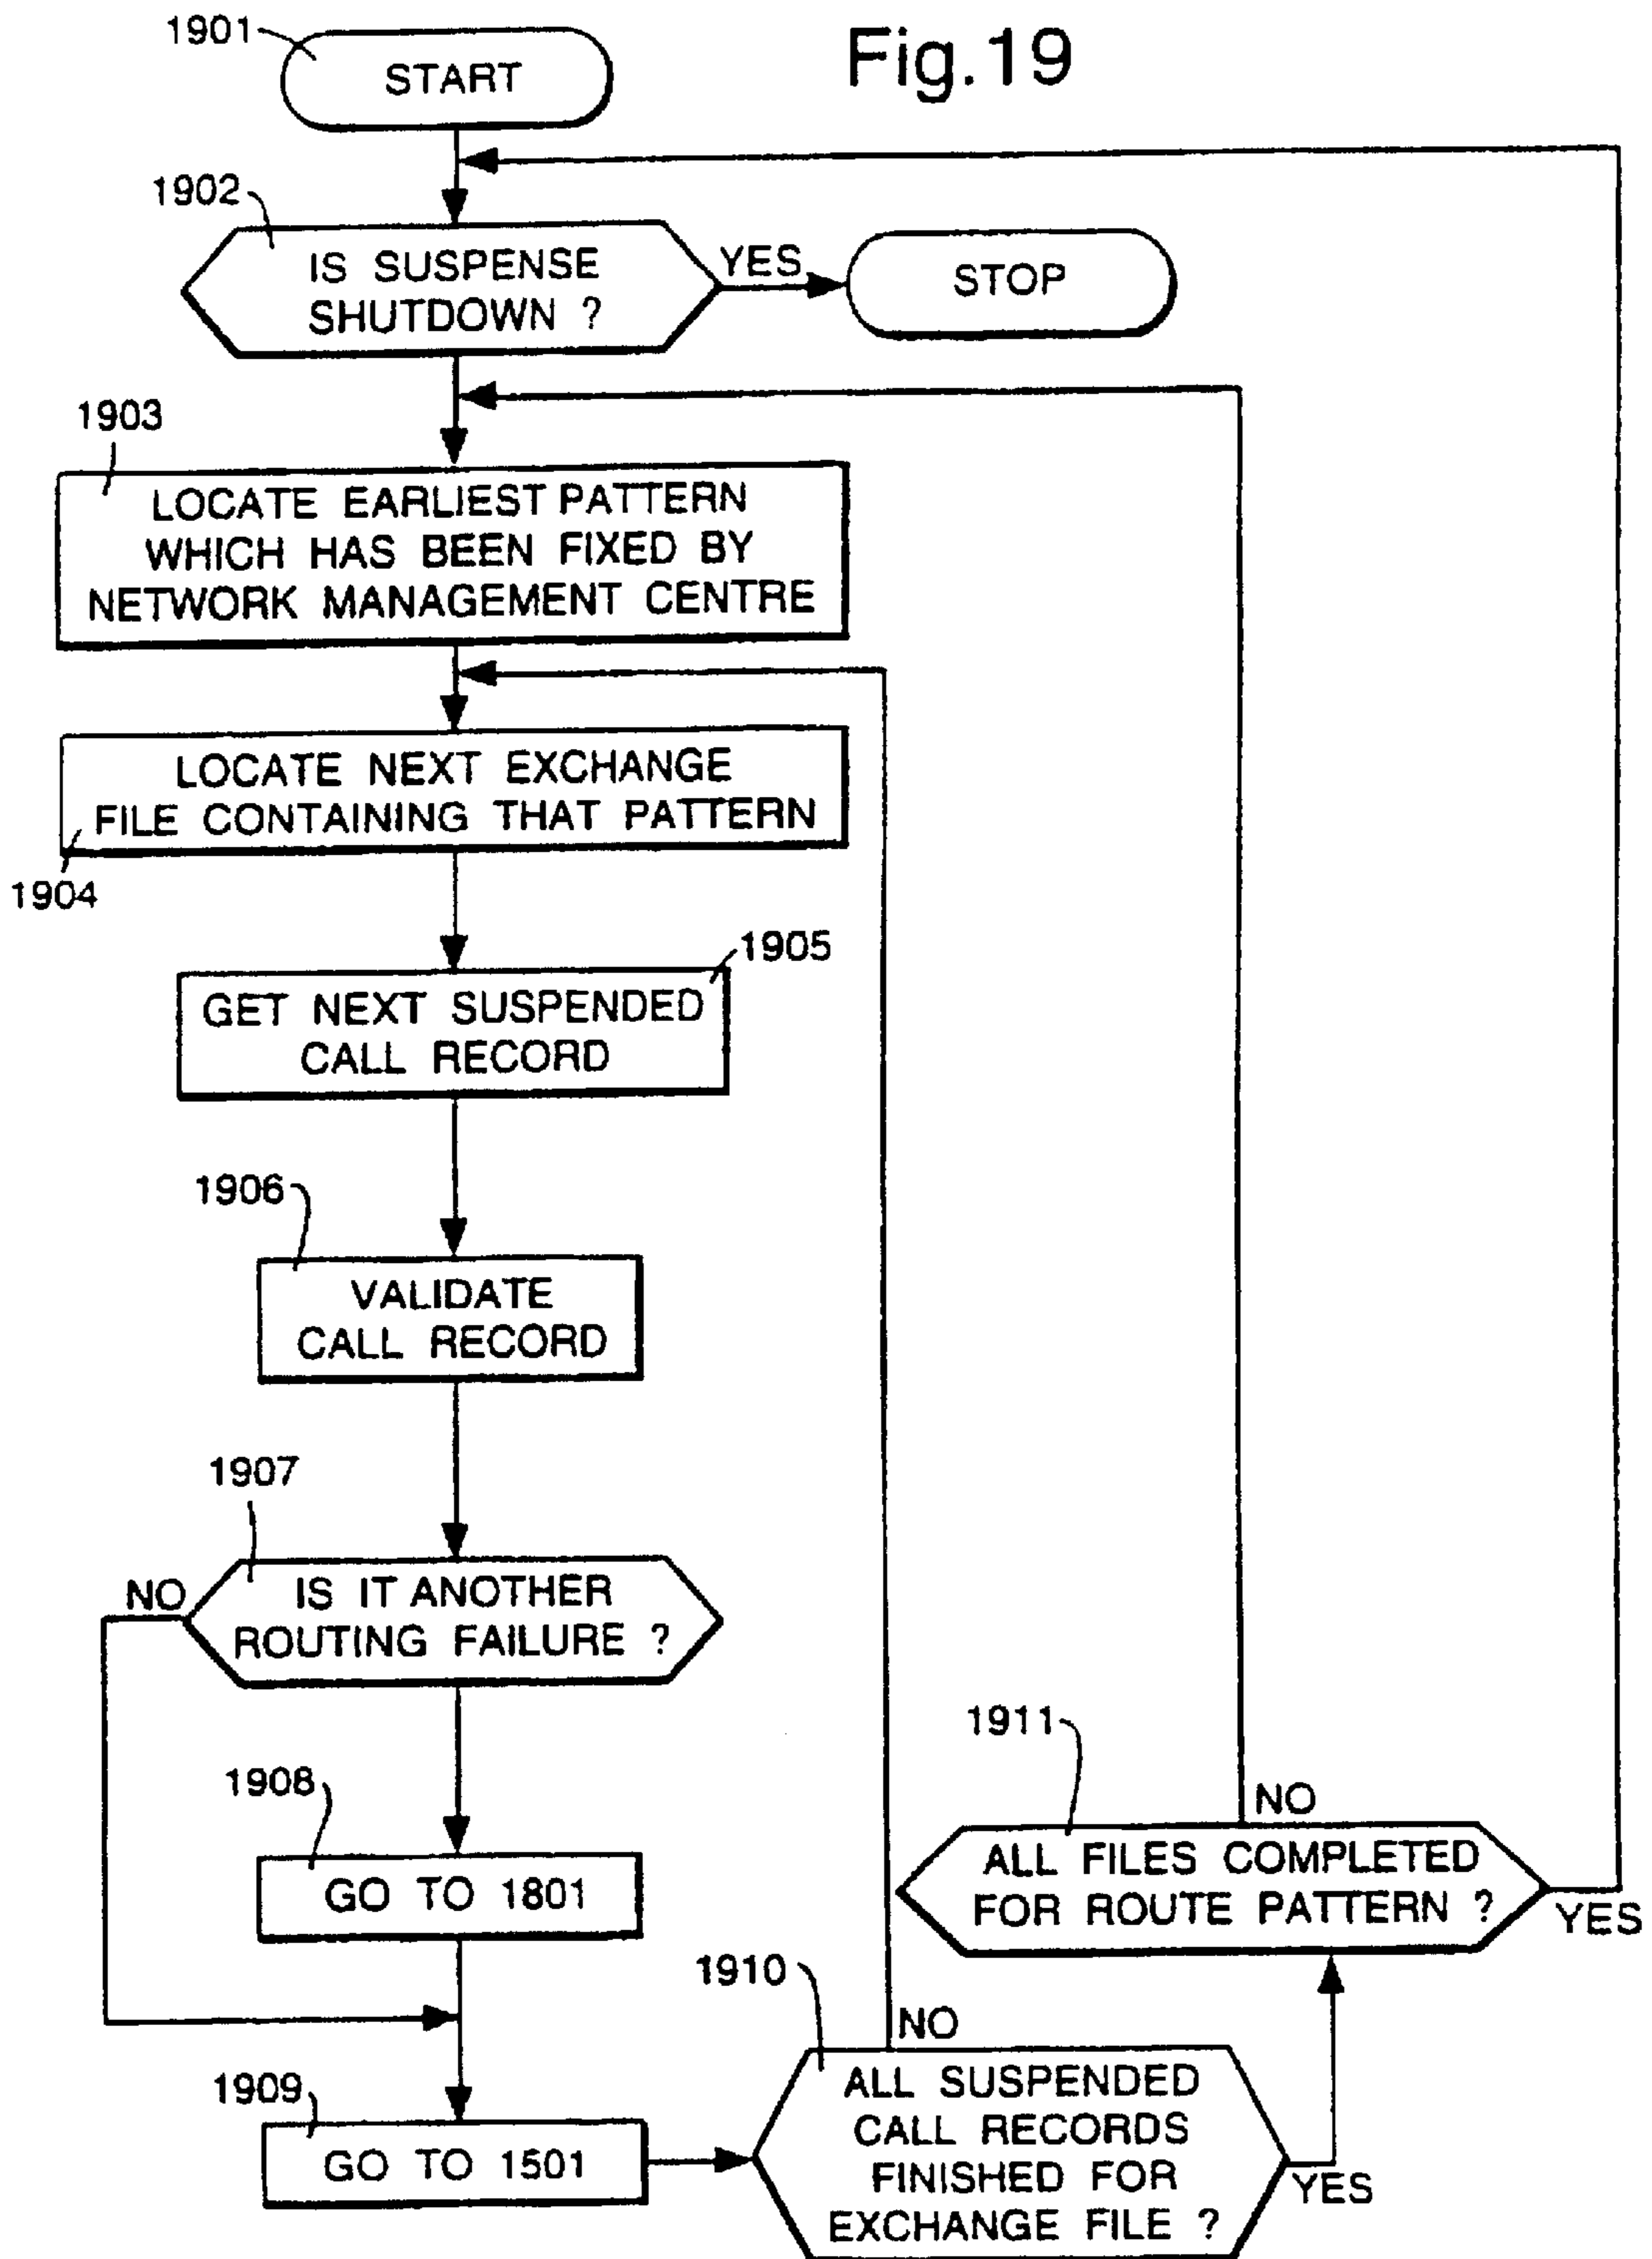 Fig.19
1901
START
1902
IS SUSPENSE
SHUTDOWN ?
YES
STOP
1903
LOCATE EARLIEST PATTERN
WHICH HAS BEEN FIXED BY
NETWORK MANAGEMENT CENTRE
LOCATE NEXT EXCHANGE
FILE CONTAINING THAT PATTERN
1904
1905
GET NEXT SUSPENDED
CALL RECORD
1906
VALIDATE
CALL RECORD
1907
NO
IS IT ANOTHER
ROUTING FAILURE ?
1908
GO TO 1801
1909
GO TO 1501
1910
NO
ALL SUSPENDED
CALL RECORDS
FINISHED FOR
EXCHANGE FILE ?
YES
1911
NO
ALL FILES COMPLETED
FOR ROUTE PATTERN ?
YES